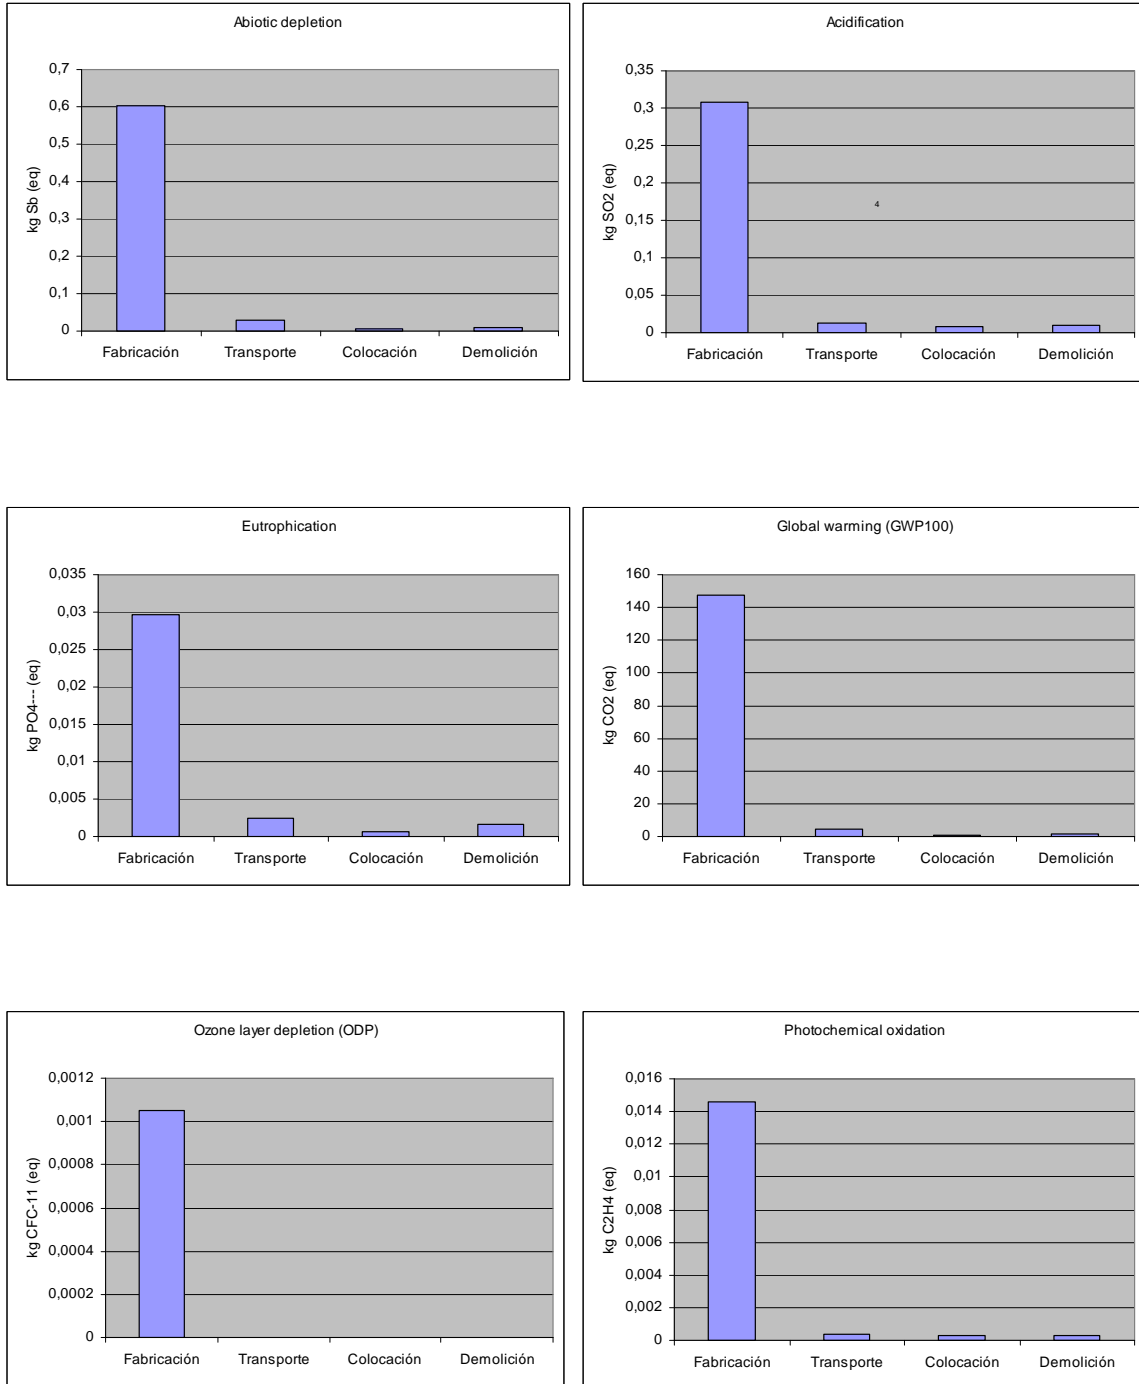 Abiotic depletion
0,7
0,6
0,5
0,4
0,3
0,2
0,1
0
kg Sb (eq)
Fabricación Transporte Colocación Demolición
Acidification
0,35
0,3
0,25
0,2
0,15
0,1
0,05
0
kg SO2 (eq)
4
Fabricación Transporte Colocación Demolición
Eutrophication
0,035
0,03
0,025
0,02
0,015
0,01
0,005
0
kg PO4--- (eq)
Fabricación Transporte Colocación Demolición
Global warming (GWP100)
160
140
120
100
80
60
40
20
0
kg CO2 (eq)
Fabricación Transporte Colocación Demolición
Ozone layer depletion (ODP)
0,0012
0,001
0,0008
0,0006
0,0004
0,0002
0
kg CFC-11 (eq)
Fabricación Transporte Colocación Demolición
Photochemical oxidation
0,016
0,014
0,012
0,01
0,008
0,006
0,004
0,002
0
kg C2H4 (eq)
Fabricación Transporte Colocación Demolición